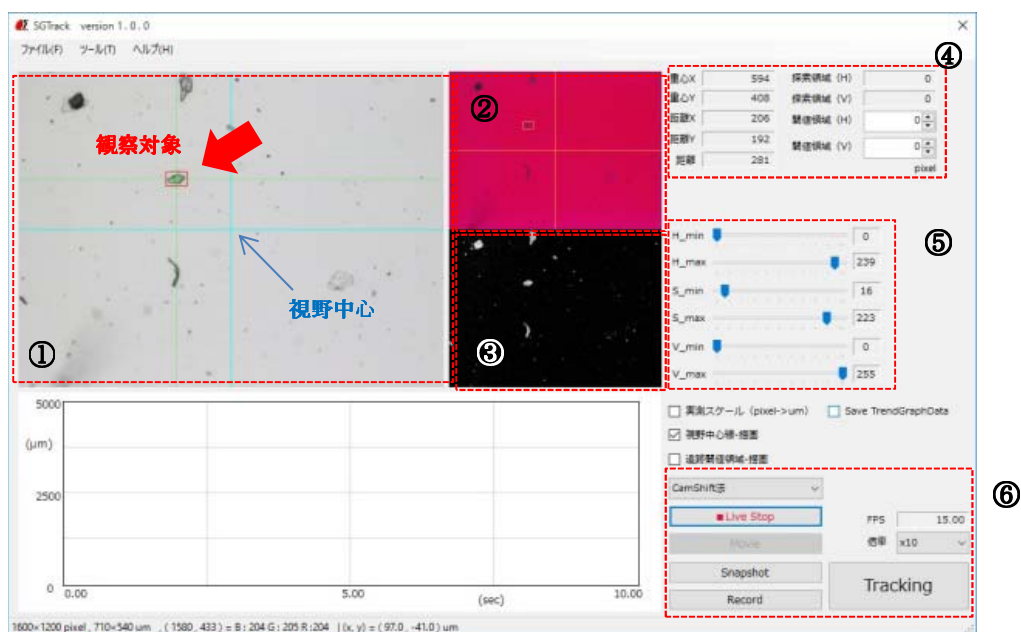 SGTrack version 1.0.0
ファイル(F) ツール(T) ヘルプ(H)
④
重心X 594 探索領域 (H) 0
重心Y 408 探索領域 (V) 0
距離X 206 閾値領域 (H) 0
距離Y 192 閾値領域 (V) 0
距離 281
pixel
②
観察対象
視野中心
①
③
⑤
H_min 0
H_max 239
S_min 16
S_max 223
V_min 0
V_max 255
実測スケール (pixel->um) Save TrendGraphData
視野中心線-描画
追跡閾値領域-描画
⑥
CamShift法
■Live Stop FPS 15.00
Movie 倍率 x10
Snapshot
Record
Tracking
5000
(μm)
2500
0
0.00 5.00 (sec) 10.00
1600×1200 pixel, 710×540 um , ( 1580, 433 ) = B : 204 G : 205 R :204 | (x, y) = ( 97.0, -41.0 ) um